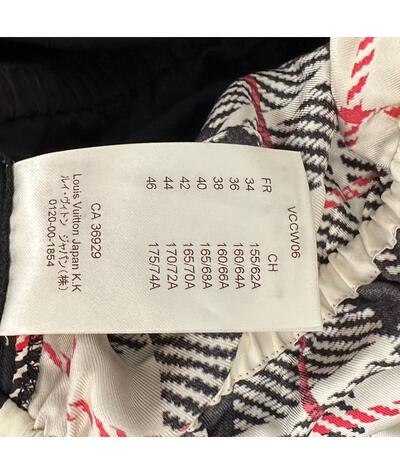 VCCW06
FR CH
34 155/62A
36 160/64A
38 160/66A
40 165/68A
42 165/70A
44 170/72A
46 175/74A
CA 36929
Louis Vuitton Japan K.K
ルイ・ヴィトン ジャパン(株)
0120-00-1854